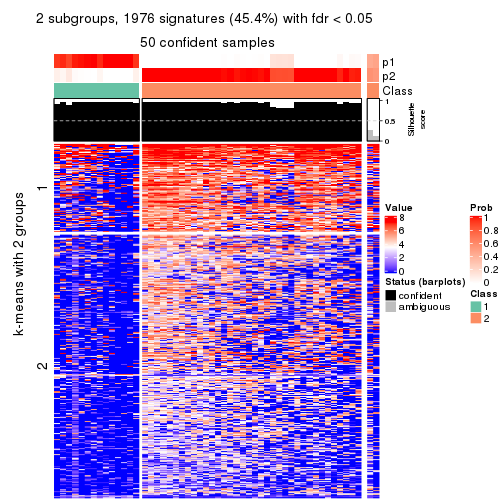 2 subgroups, 1976 signatures (45.4%) with fdr < 0.05
50 confident samples
p1
p2
Class
1
0.5
0
Silhouette
score
k-means with 2 groups
1
2
Value
8
6
4
2
0
Status (barplots)
confident
ambiguous
Prob
1
0.8
0.6
0.4
0.2
0
Class
1
2